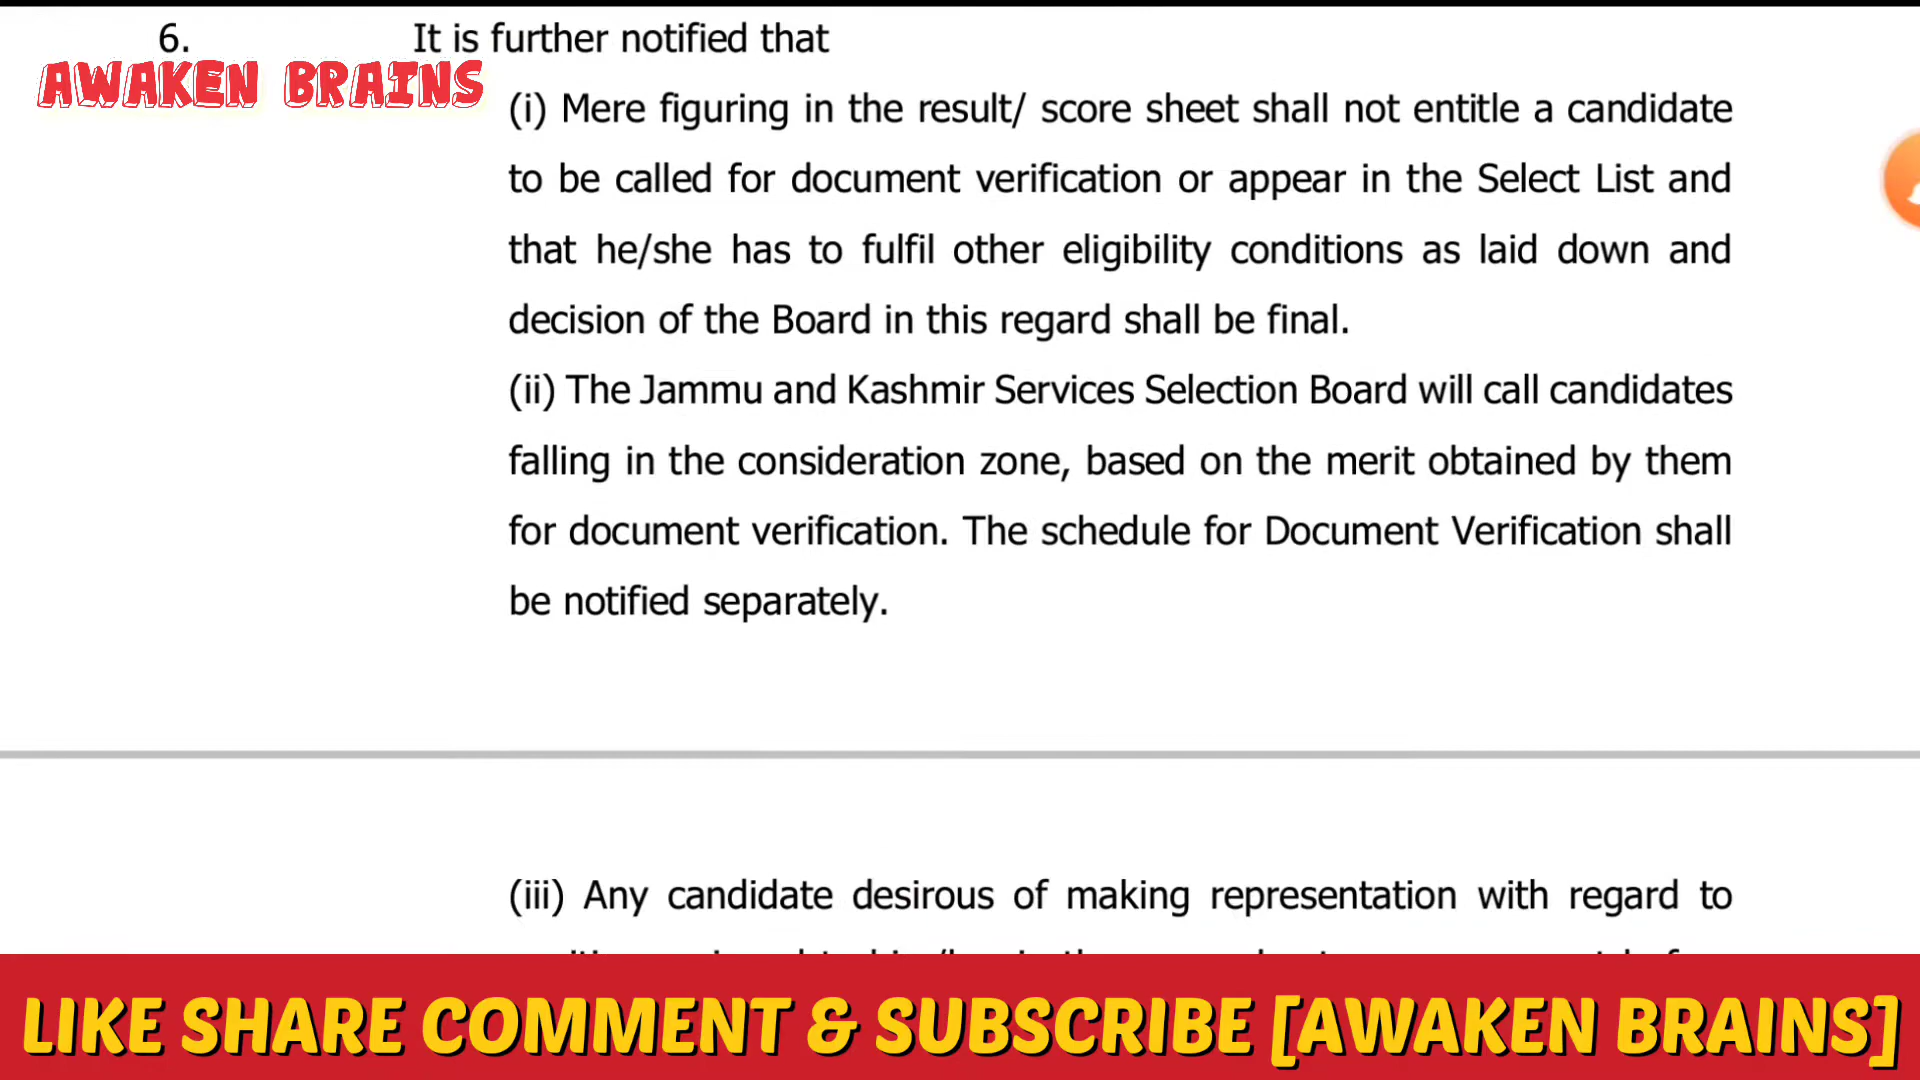 6. It is further notified that
AWAKEN BRAINS
(i) Mere figuring in the result/ score sheet shall not entitle a candidate
to be called for document verification or appear in the Select List and
that he/she has to fulfil other eligibility conditions as laid down and
decision of the Board in this regard shall be final.
(ii) The Jammu and Kashmir Services Selection Board will call candidates
falling in the consideration zone, based on the merit obtained by them
for document verification. The schedule for Document Verification shall
be notified separately.
(iii) Any candidate desirous of making representation with regard to
LIKE SHARE COMMENT & SUBSCRIBE [AWAKEN BRAINS]